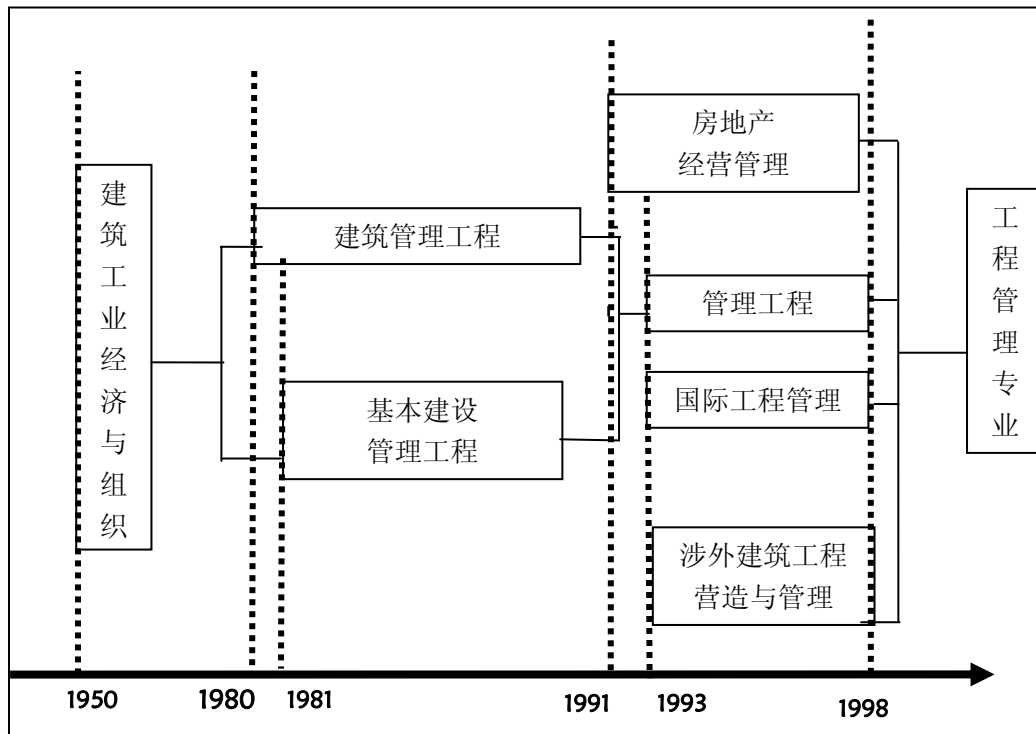 房地产
经营管理
建筑工业经济与组织
建筑管理工程
工程管理专业
管理工程
国际工程管理
基本建设
管理工程
涉外建筑工程
营造与管理
1950
1980
1981
1991
1993
1998